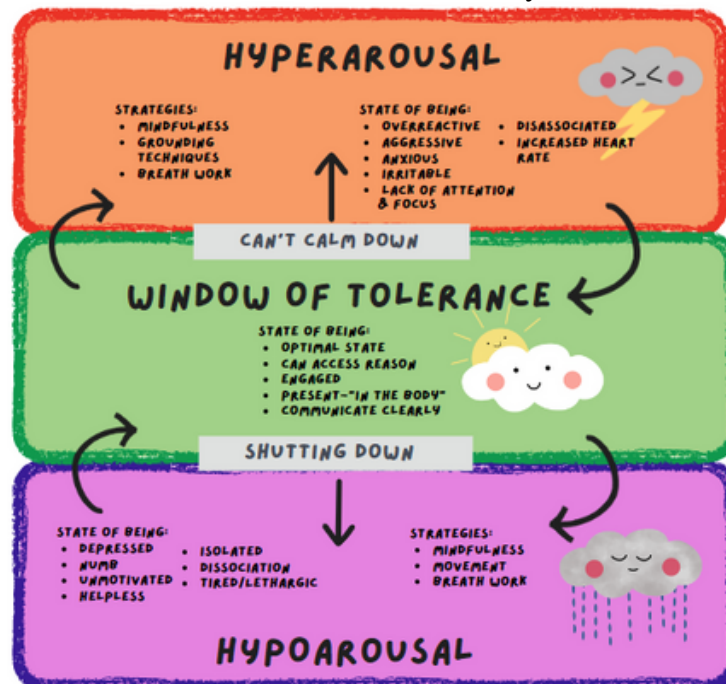 HYPERAROUSAL
STRATEGIES:
• MINDFULNESS
• GROUNDING
TECHNIQUES
• BREATH WORK
STATE OF BEING:
• OVERREACTIVE
• AGGRESSIVE
• ANXIOUS
• IRRITABLE
• LACK OF ATTENTION
& FOCUS
• DISASSOCIATED
• INCREASED HEART
RATE
CAN'T CALM DOWN
WINDOW OF TOLERANCE
STATE OF BEING:
• OPTIMAL STATE
• CAN ACCESS REASON
• ENGAGED
• PRESENT-"IN THE BODY"
• COMMUNICATE CLEARLY
SHUTTING DOWN
STATE OF BEING:
• DEPRESSED
• NUMB
• UNMOTIVATED
• HELPLESS
• ISOLATED
• DISSOCIATION
• TIRED/LETHARGIC
STRATEGIES:
• MINDFULNESS
• MOVEMENT
• BREATH WORK
HYPOAROUSAL